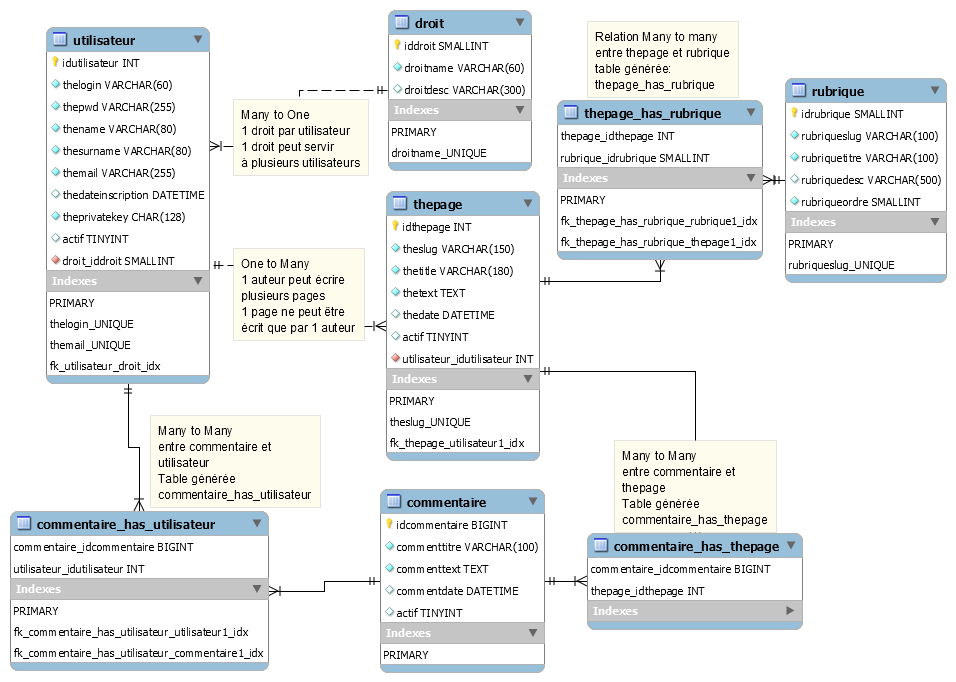 utilisateur
idutilisateur INT
thelogin VARCHAR(60)
thepwd VARCHAR(255)
thename VARCHAR(80)
thesurname VARCHAR(80)
themail VARCHAR(255)
thedateinscription DATETIME
theprivatekey CHAR(128)
actif TINYINT
droit_iddroit SMALLINT
Indexes
PRIMARY
thelogin_UNIQUE
themail_UNIQUE
fk_utilisateur_droit_idx
Many to One
1 droit par utilisateur
1 droit peut servir
à plusieurs utilisateurs
droit
iddroit SMALLINT
droitname VARCHAR(60)
droitdesc VARCHAR(300)
Indexes
PRIMARY
droitname_UNIQUE
Relation Many to many
entre thepage et rubrique
table générée:
thepage_has_rubrique
thepage_has_rubrique
thepage_idthepage INT
rubrique_idrubrique SMALLINT
Indexes
PRIMARY
fk_thepage_has_rubrique_rubrique1_idx
fk_thepage_has_rubrique_thepage1_idx
rubrique
idrubrique SMALLINT
rubriqueslug VARCHAR(100)
rubriquetitre VARCHAR(100)
rubriquedesc VARCHAR(500)
rubriqueordre SMALLINT
Indexes
PRIMARY
rubriqueslug_UNIQUE
One to Many
1 auteur peut écrire
plusieurs pages
1 page ne peut être
écrit que par 1 auteur
thepage
idthepage INT
theslug VARCHAR(150)
thetitle VARCHAR(180)
thetext TEXT
thedate DATETIME
actif TINYINT
utilisateur_idutilisateur INT
Indexes
PRIMARY
theslug_UNIQUE
fk_thepage_utilisateur1_idx
Many to Many
entre commentaire et
utilisateur
Table générée
commentaire_has_utilisateur
commentaire_has_utilisateur
commentaire_idcommentaire BIGINT
utilisateur_idutilisateur INT
Indexes
PRIMARY
fk_commentaire_has_utilisateur_utilisateur1_idx
fk_commentaire_has_utilisateur_commentaire1_idx
commentaire
idcommentaire BIGINT
commenttitre VARCHAR(100)
commenttext TEXT
commentdate DATETIME
actif TINYINT
Indexes
PRIMARY
Many to Many
entre commentaire et
thepage
Table générée
commentaire_has_thepage
commentaire_has_thepage
commentaire_idcommentaire BIGINT
thepage_idthepage INT
Indexes